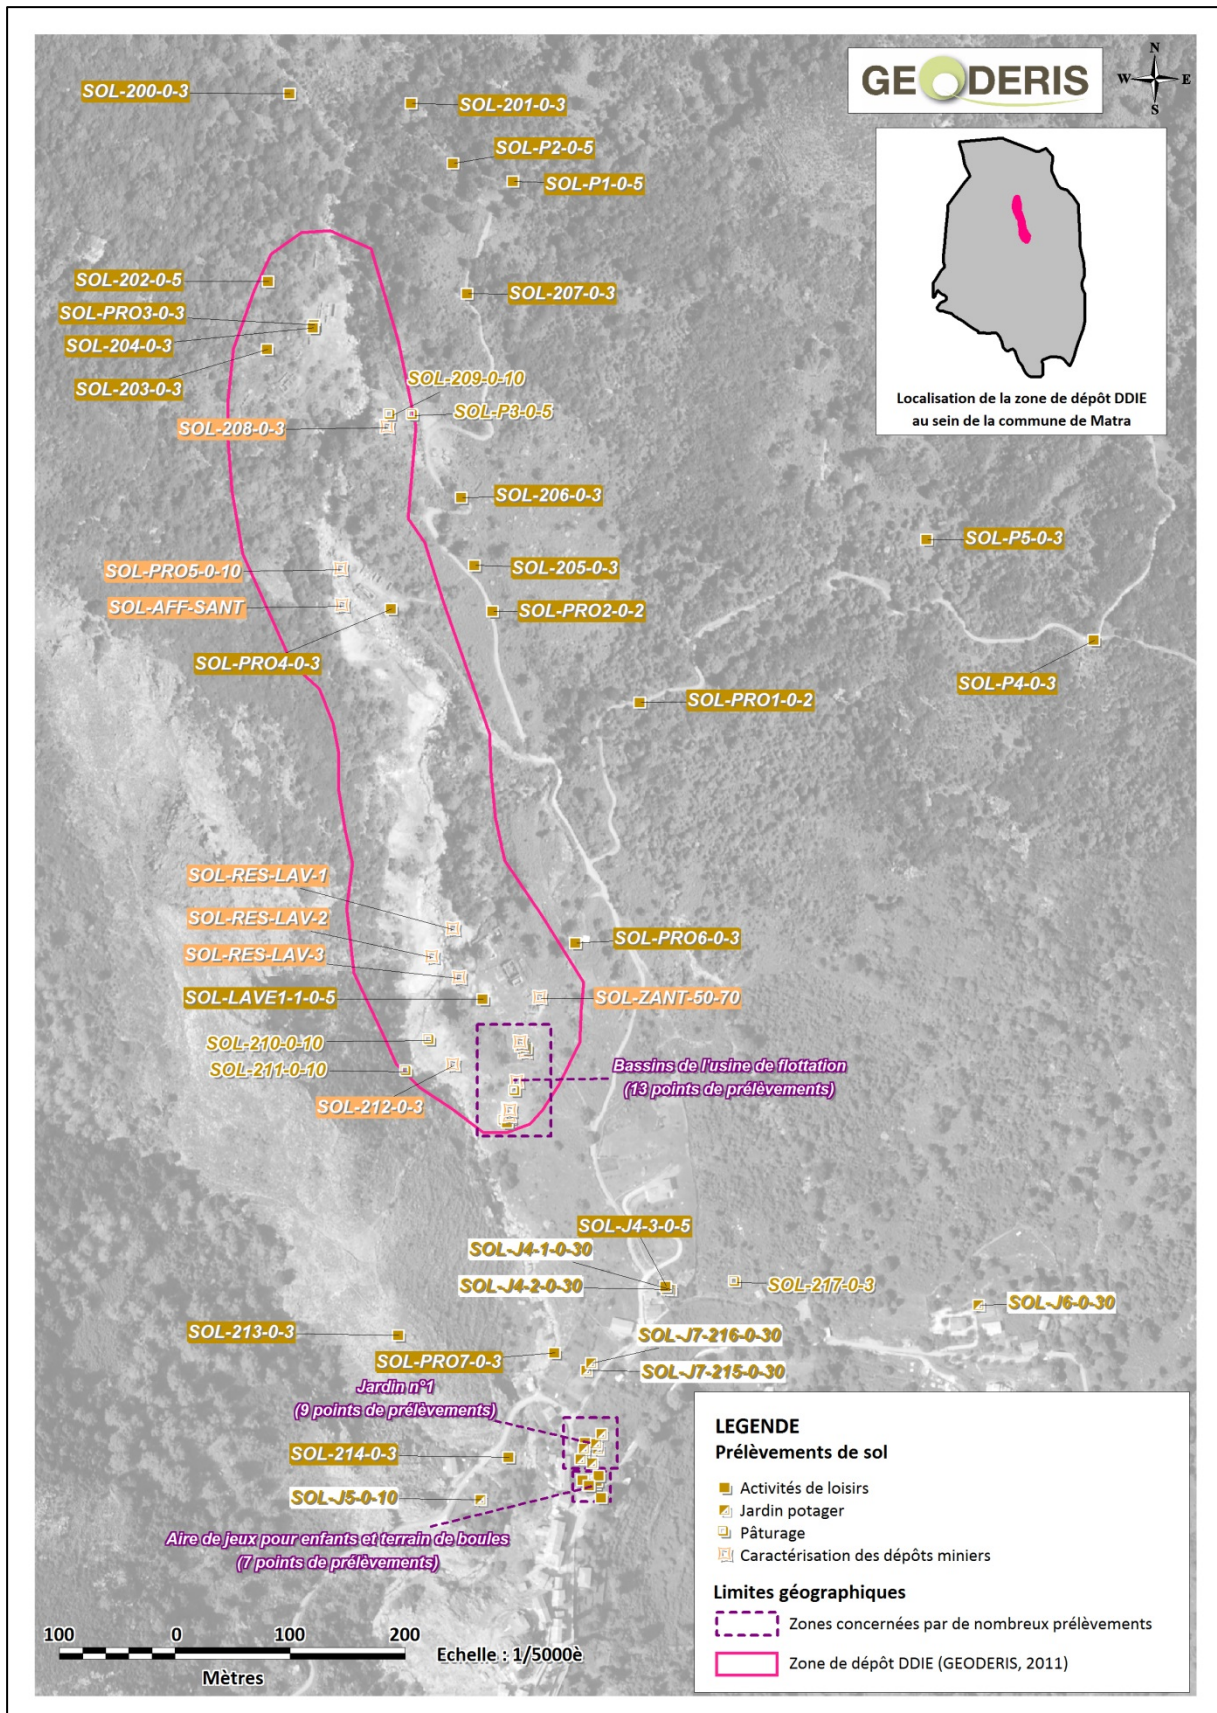 GEODERIS
N
W E
S
SOL-200-0-3
SOL-201-0-3
SOL-P2-0-5
SOL-P1-0-5
SOL-202-0-5
SOL-207-0-3
SOL-PRO3-0-3
SOL-204-0-3
SOL-203-0-3
SOL-209-0-10
SOL-P3-0-5
SOL-208-0-3
Localisation de la zone de dépôt DDIE
au sein de la commune de Matra
SOL-206-0-3
SOL-P5-0-3
SOL-205-0-3
SOL-PRO5-0-10
SOL-AFF-SANT
SOL-PRO2-0-2
SOL-PRO4-0-3
SOL-P4-0-3
SOL-PRO1-0-2
SOL-RES-LAV-1
SOL-RES-LAV-2
SOL-PRO6-0-3
SOL-RES-LAV-3
SOL-LAVE1-1-0-5
SOL-ZANT-50-70
SOL-210-0-10
SOL-211-0-10
Bassins de l'usine de flottation
(13 points de prélèvements)
SOL-212-0-3
SOL-J4-3-0-5
SOL-J4-1-0-30
SOL-J4-2-0-30
SOL-217-0-3
SOL-J6-0-30
SOL-213-0-3
SOL-J7-216-0-30
SOL-PRO7-0-3
SOL-J7-215-0-30
Jardin n°1
(9 points de prélèvements)
SOL-214-0-3
SOL-J5-0-10
Aire de jeux pour enfants et terrain de boules
(7 points de prélèvements)
LEGENDE
Prélèvements de sol
Activités de loisirs
Jardin potager
Pâturage
Caractérisation des dépôts miniers
Limites géographiques
Zones concernées par de nombreux prélèvements
Zone de dépôt DDIE (GEODERIS, 2011)
100 0 100 200
Mètres
Echelle : 1/5000è